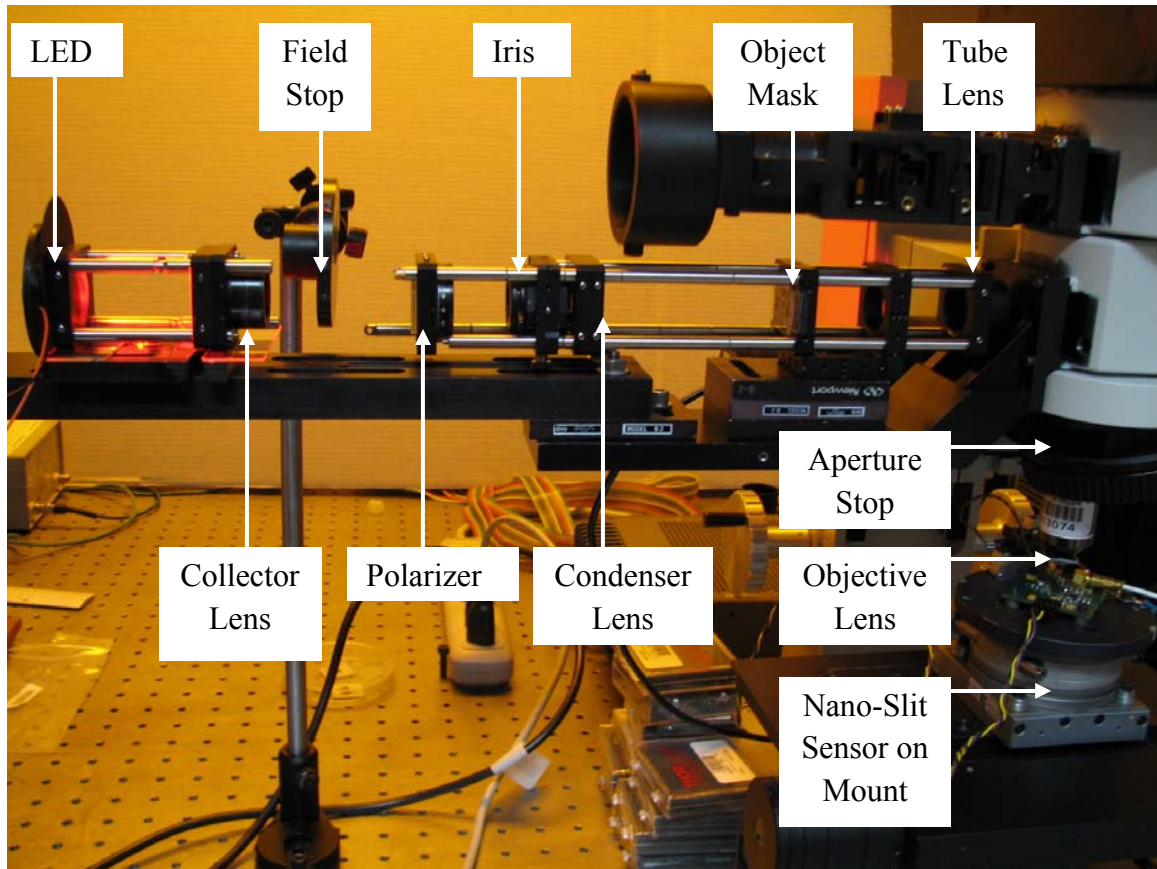 LED
Field
Stop
Iris
Object
Mask
Tube
Lens
Newport
Aperture
Stop
Collector
Lens
Polarizer
Condenser
Lens
Objective
Lens
Nano-Slit
Sensor on
Mount